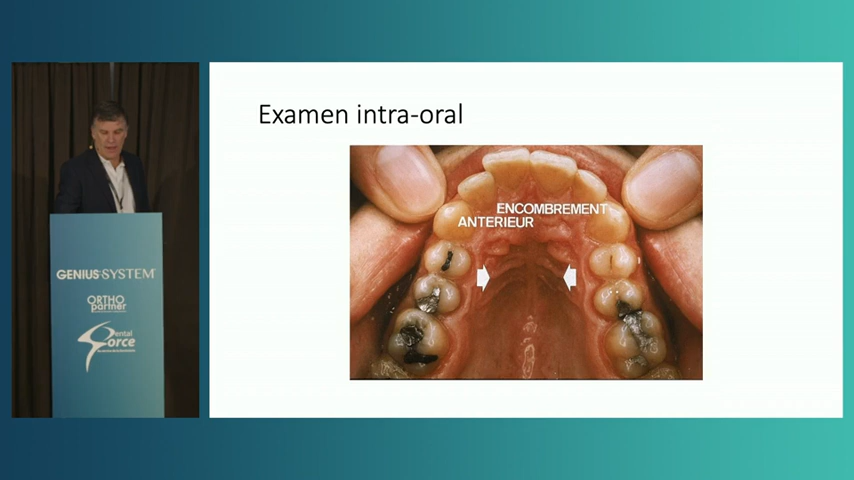 Examen intra-oral
ENCOMBREMENT
ANTERIEUR
GENIUS SYSTEM
ORTHO
partner
Dental
Force